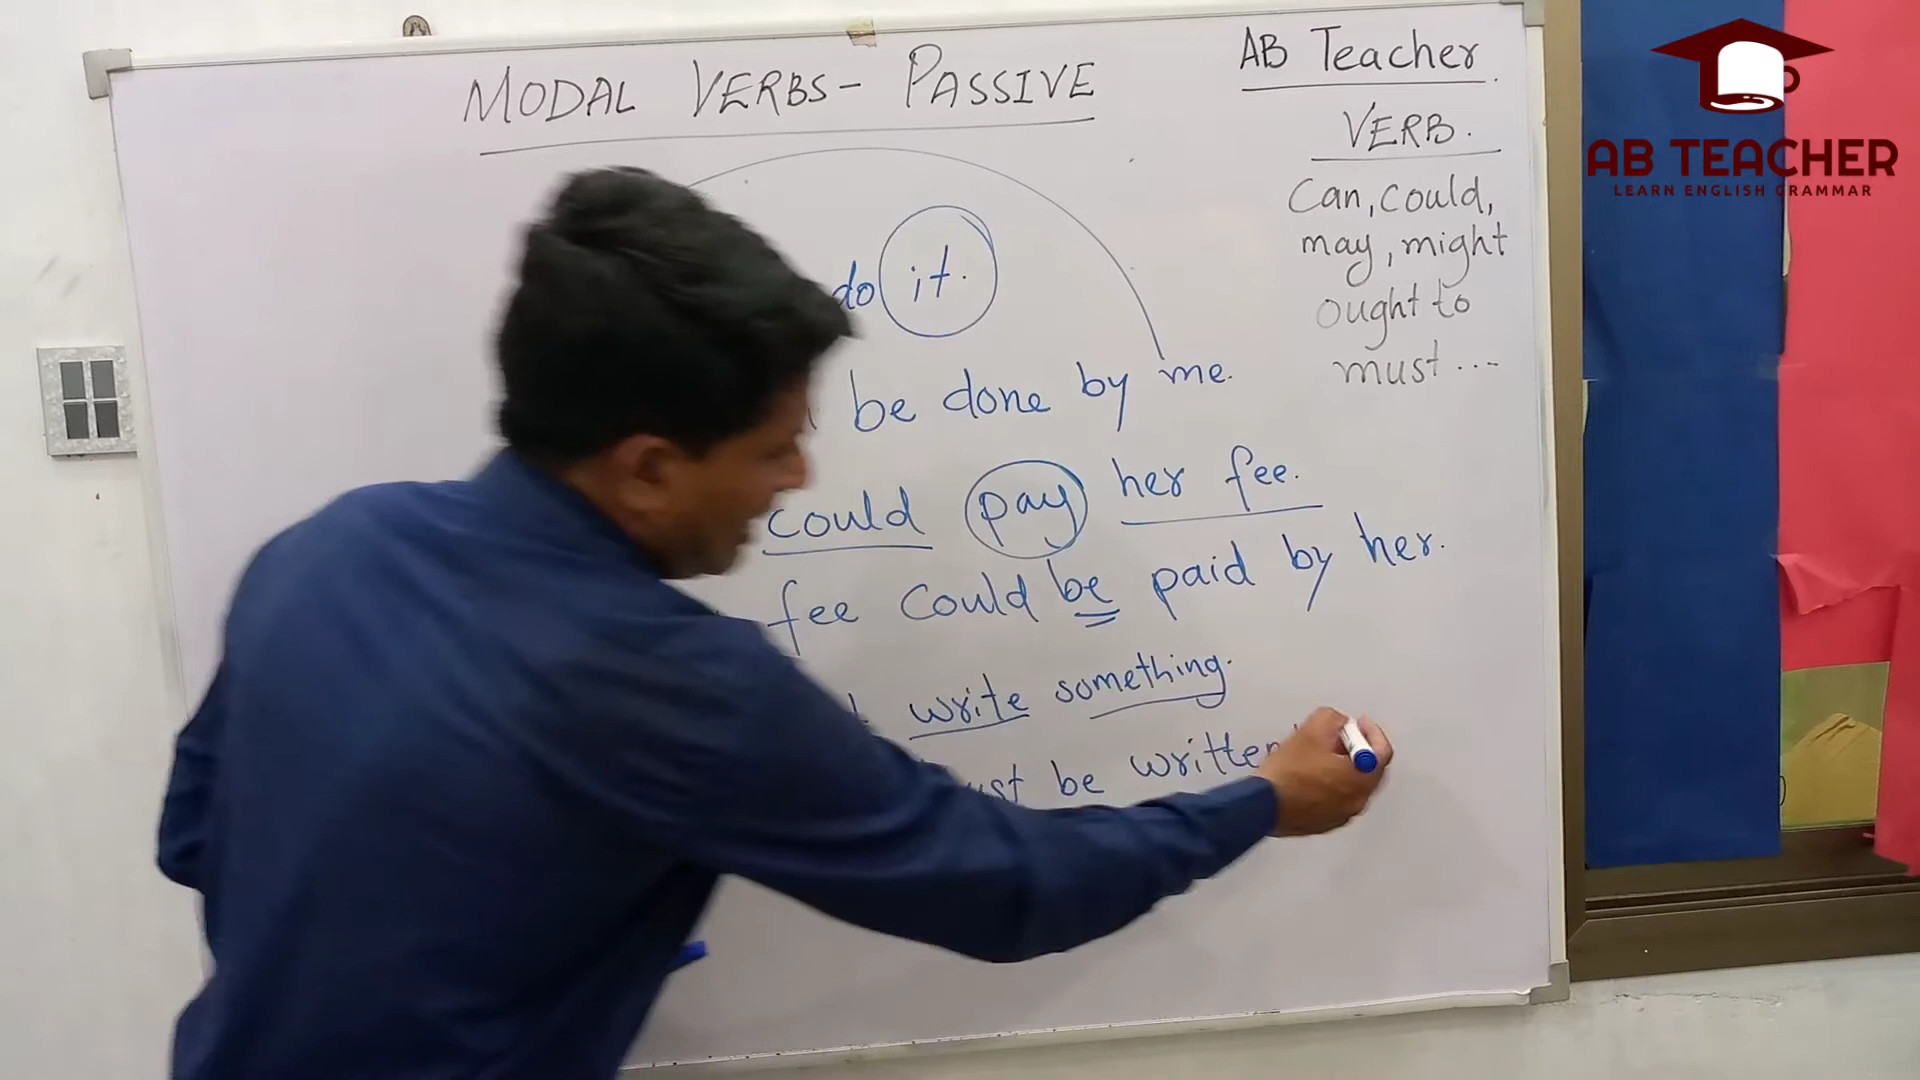 MODAL VERBS - PASSIVE
do it.
be done by me.
could pay her fee.
fee could be paid by her.
write something.
be written
AB Teacher
VERB.
Can, could,
may, might
ought to
must ...
AB TEACHER
LEARN ENGLISH GRAMMAR